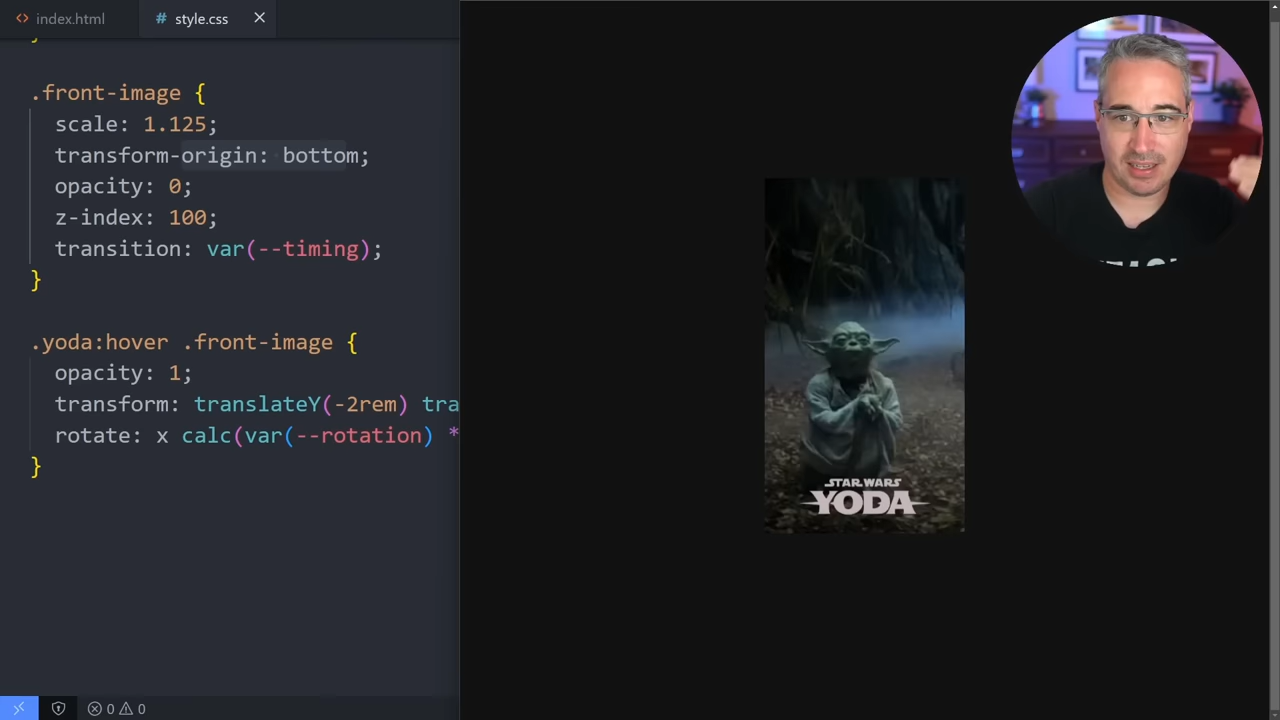 index.html
style.css
}
.front-image {
scale: 1.125;
transform-origin: bottom;
opacity: 0;
z-index: 100;
transition: var(--timing);
}
.yoda:hover .front-image {
opacity: 1;
transform: translateY(-2rem) tra
rotate: x calc(var(--rotation) *
}
STAR WARS
YODA
0
0